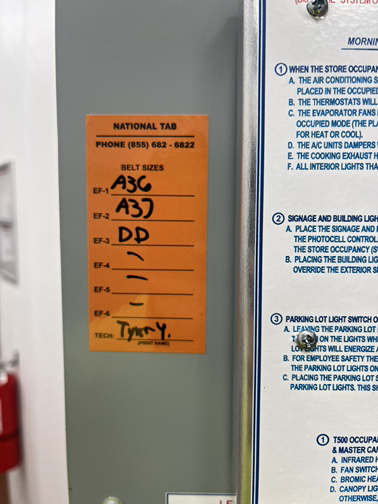 NATIONAL TAB
PHONE (855) 682 - 6822
BELT SIZES
EF-1 A36
EF-2 A37
EF-3 DD
EF-4 -
EF-5 -
EF-6 -
TECH: Tyler Y.
(PRINT NAME)
MORNIN
1 WHEN THE STORE OCCUPAN
A. THE AIR CONDITIONING S
PLACED IN THE OCCUPIED
B. THE THERMOSTATS WILL
C. THE EVAPORATOR FANS
OCCUPIED MODE (THE PLA
FOR HEAT OR COOL).
D. THE A/C UNITS DAMPERS
E. THE COOKING EXHAUST H
F. ALL INTERIOR LIGHTS THA
2 SIGNAGE AND BUILDING LIGH
A. PLACE THE SIGNAGE AND
THE PHOTOCELL CONTROL
THE STORE OCCUPANCY (S
B. PLACING THE BUILDING LIG
OVERRIDE THE EXTERIOR S
3 PARKING LOT LIGHT SWITCH O
A. LEAVING THE PARKING LOT
ON THE LIGHTS WH
LOT LIGHTS WILL ENERGIZE
B. FOR EMPLOYEE SAFETY THE
THE PARKING LOT LIGHTS ON
C. PLACING THE PARKING LOT S
PARKING LOT LIGHTS. THIS S
1 T500 OCCUPA
& MASTER CA
A. INFRARED H
B. FAN SWITCH
C. BROMIC HEA
D. CANOPY LIG
OTHERWISE,